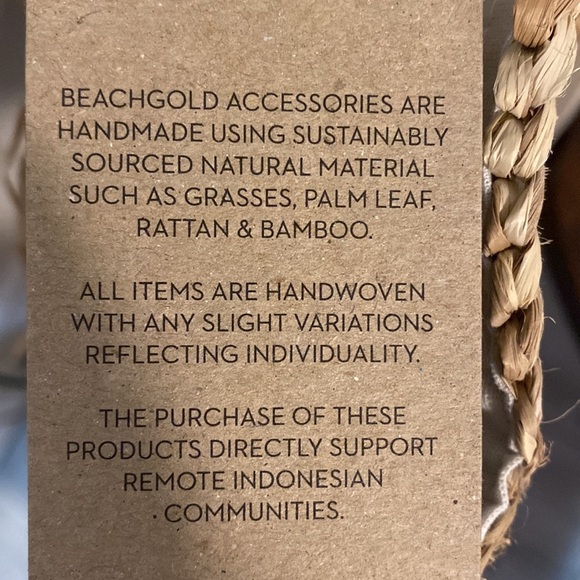 BEACHGOLD ACCESSORIES ARE
HANDMADE USING SUSTAINABLY
SOURCED NATURAL MATERIAL
SUCH AS GRASSES, PALM LEAF,
RATTAN & BAMBOO.
ALL ITEMS ARE HANDWOVEN
WITH ANY SLIGHT VARIATIONS
REFLECTING INDIVIDUALITY.
THE PURCHASE OF THESE
PRODUCTS DIRECTLY SUPPORT
REMOTE INDONESIAN
COMMUNITIES.